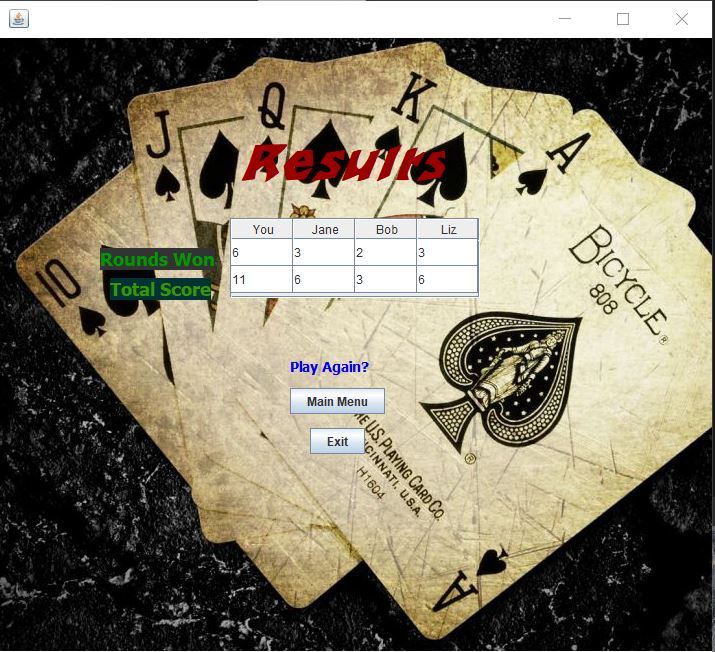 J
Q
K
A
10
Results
You Jane Bob Liz
Rounds Won 6 3 2 3
Total Score 11 6 3 6
BICYCLE®
808
Play Again?
Main Menu
Exit
®
THE U.S. PLAYING CARD CO.
CINCINNATI, U.S.A.
H1604
A